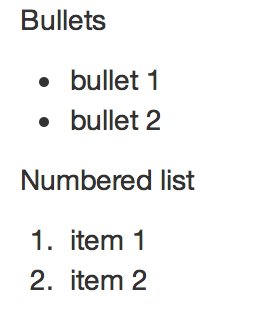 Bullets
• bullet 1
• bullet 2
Numbered list
1. item 1
2. item 2